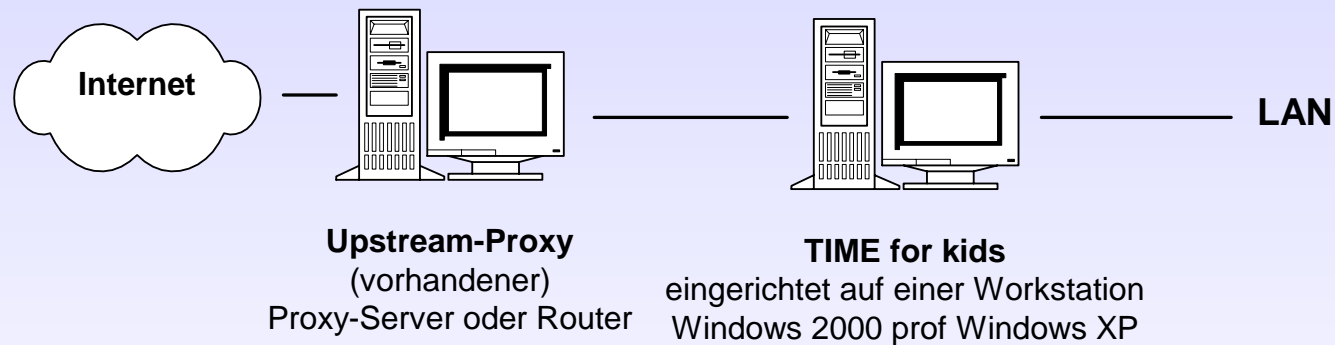 Internet
LAN
Upstream-Proxy
(vorhandener)
Proxy-Server oder Router
TIME for kids
eingerichtet auf einer Workstation
Windows 2000 prof Windows XP